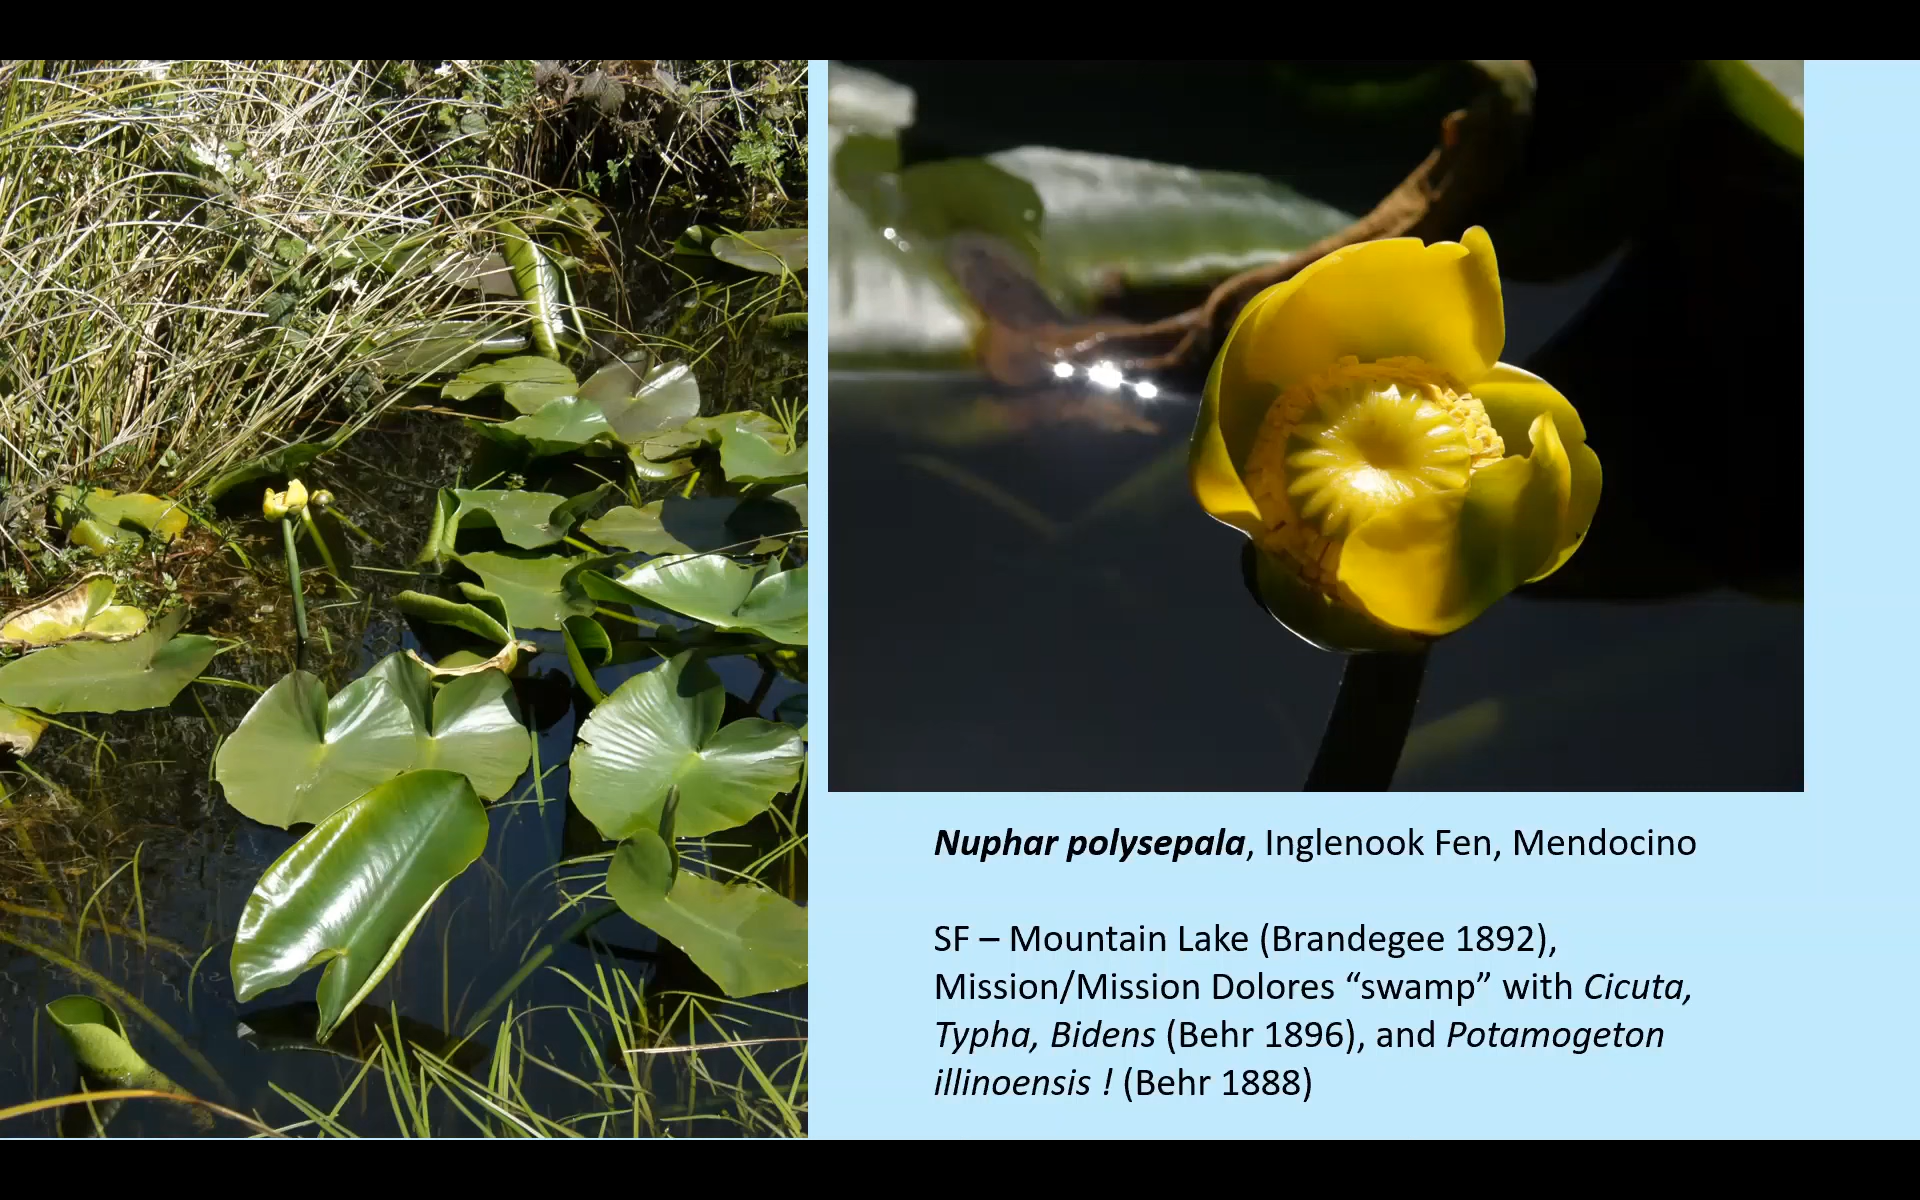 Nuphar polysepala, Inglenook Fen, Mendocino
SF – Mountain Lake (Brandegee 1892),
Mission/Mission Dolores “swamp” with Cicuta,
Typha, Bidens (Behr 1896), and Potamogeton
illinoensis ! (Behr 1888)